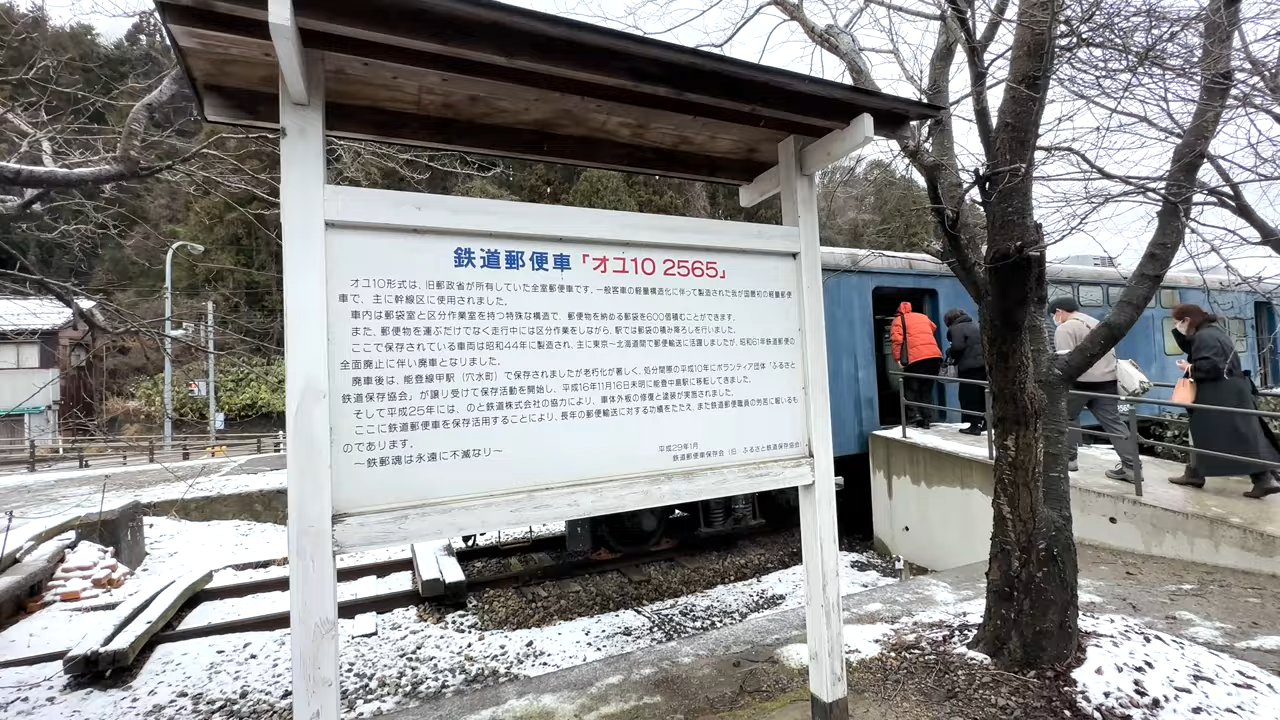 鉄道郵便車「オユ10 2565」
オユ10形式は、旧郵政省が所有していた全室郵便車です。一般客車の軽量構造化に伴って製造された我が国最初の軽量郵便
車で、主に幹線区に使用されました。
車内は郵袋室と区分作業室を持つ特殊な構造で、郵便物を納める郵袋を600個積むことができます。
また、郵便物を運ぶだけでなく走行中には区分作業をしながら、駅では郵袋の積み降ろしを行いました。
ここで保存されている車両は昭和44年に製造され、主に東京～北海道間で郵便輸送に活躍しましたが、昭和61年鉄道郵便の
全面廃止に伴い廃車となりました。
廃車後は、能登線甲駅（穴水町）で保存されましたが老朽化が著しく、処分間際の平成10年にボランティア団体「ふるさと
鉄道保存協会」が譲り受けて保存活動を開始し、平成16年11月16日未明に能登中島駅に移転してきました。
そして平成25年には、のと鉄道株式会社の協力により、車体外板の修復と塗装が実施されました。
ここに鉄道郵便車を保存活用することにより、長年の郵便輸送に対する功績をたたえ、また鉄道郵便職員の労苦に報いるも
のであります。
～鉄郵魂は永遠に不滅なり～
平成29年1月
鉄道郵便車保存会（旧 ふるさと鉄道保存協会）